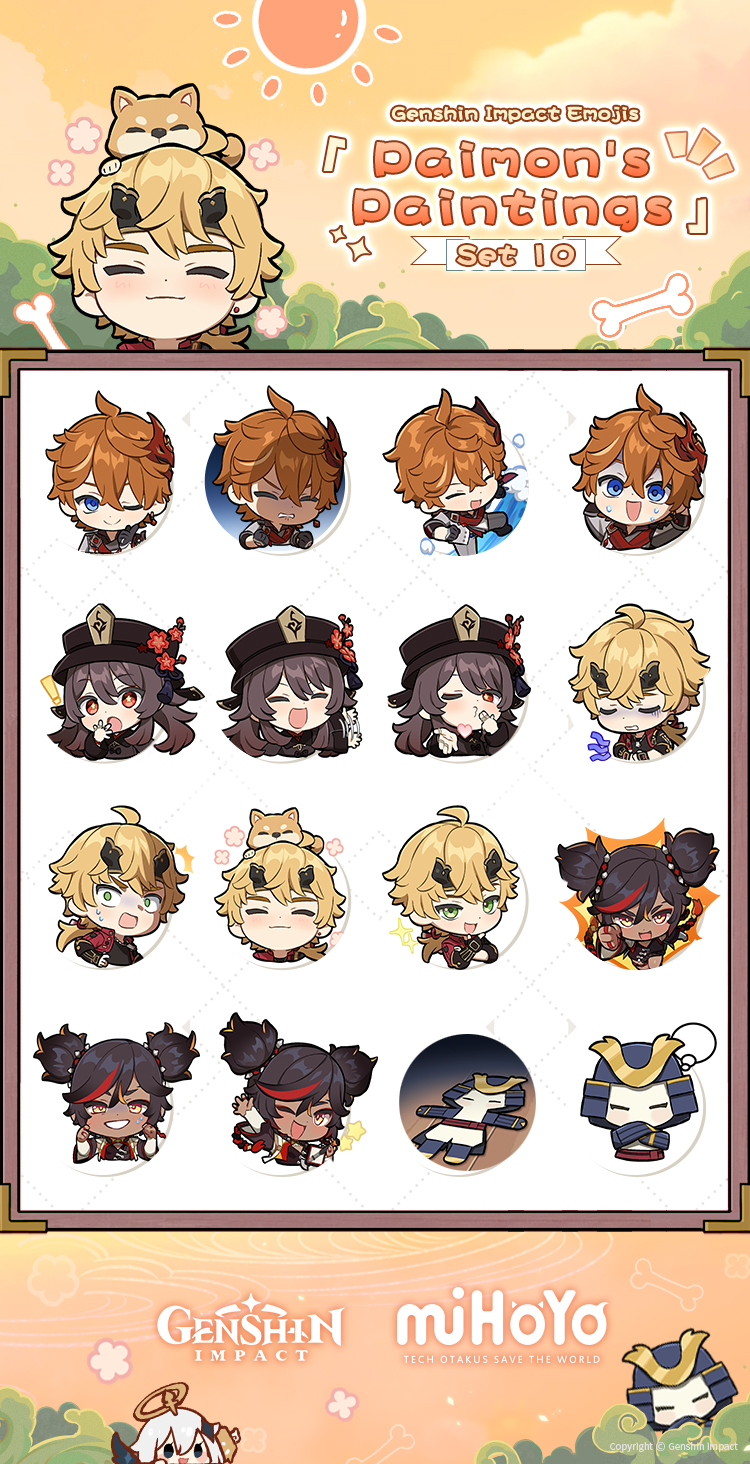 Genshin Impact Emojis
「Paimon's
Paintings」
Set 10
GENSHIN
IMPACT
miHoYo
TECH OTAKUS SAVE THE WORLD
Copyright © Genshin Impact